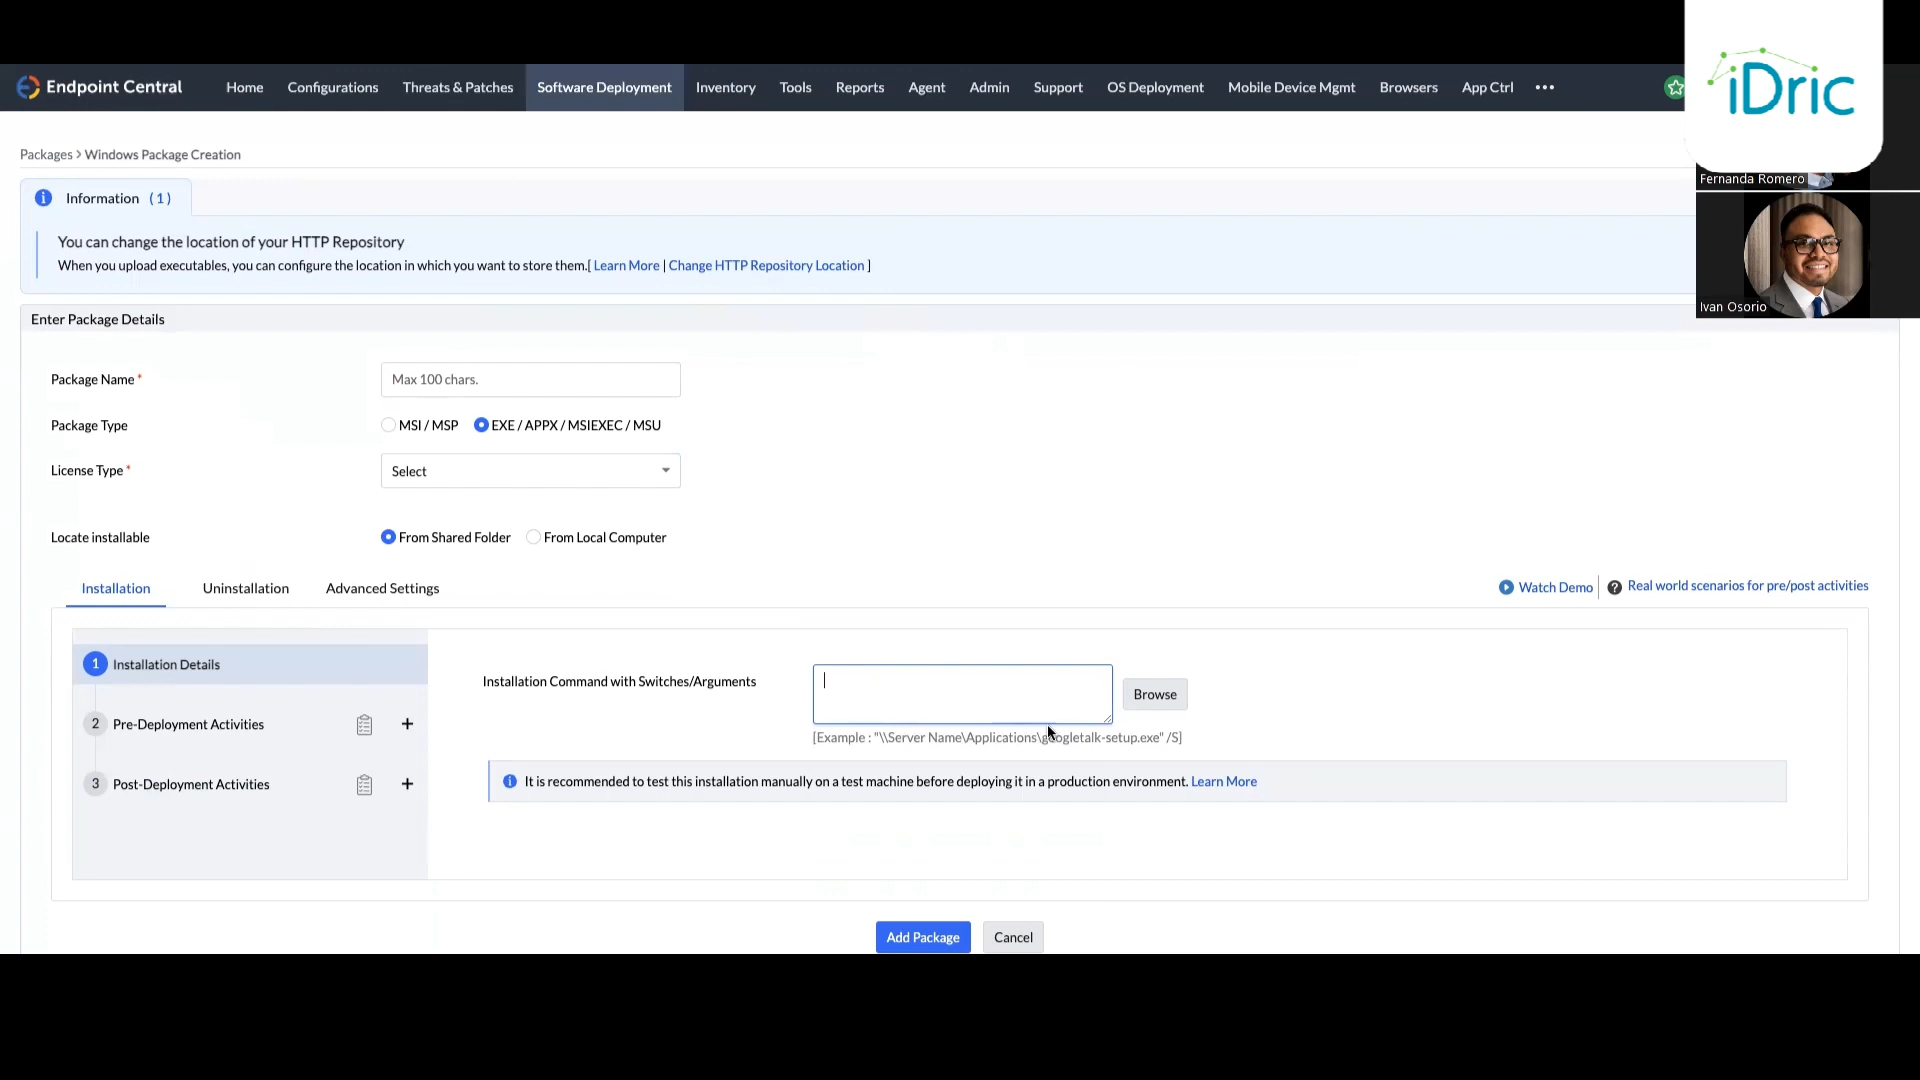 iDric
Endpoint Central Home Configurations Threats & Patches Software Deployment Inventory Tools Reports Agent Admin Support OS Deployment Mobile Device Mgmt Browsers App Ctrl •••
Packages > Windows Package Creation
Fernanda Romero
Information (1)
You can change the location of your HTTP Repository
When you upload executables, you can configure the location in which you want to store them.[ Learn More | Change HTTP Repository Location ]
Ivan Osorio
Enter Package Details
Package Name * Max 100 chars.
Package Type MSI / MSP EXE / APPX / MSIEXEC / MSU
License Type * Select
Locate installable From Shared Folder From Local Computer
Installation Uninstallation Advanced Settings Watch Demo Real world scenarios for pre/post activities
1 Installation Details
Installation Command with Switches/Arguments Browse
2 Pre-Deployment Activities +
[Example : "\\Server Name\Applications\googletalk-setup.exe" /S]
3 Post-Deployment Activities +
It is recommended to test this installation manually on a test machine before deploying it in a production environment. Learn More
Add Package Cancel